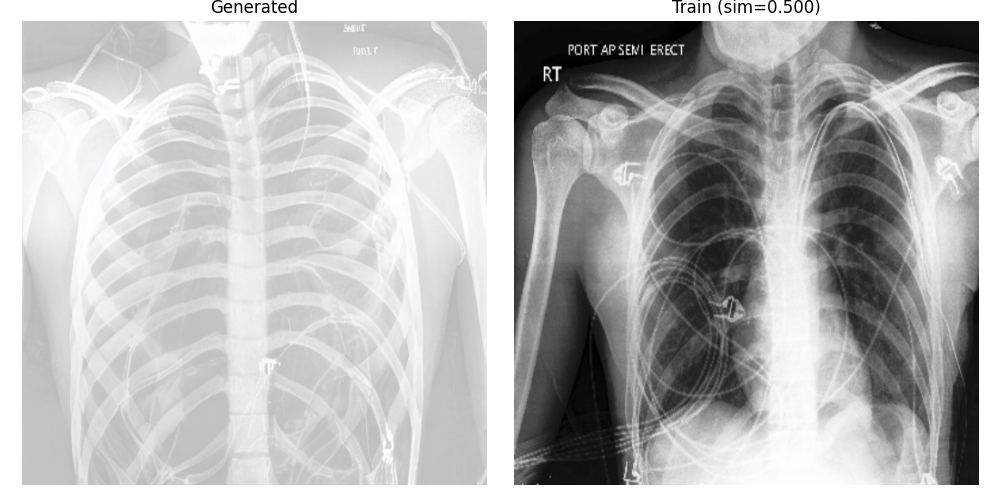 Generated
Train (sim=0.500)
PORT AP SEMI ERECT
RT